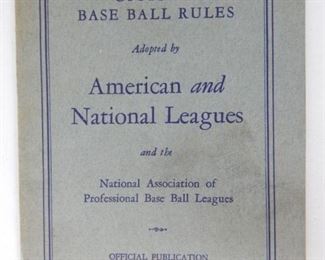 BASE BALL RULES
Adopted by
American and
National Leagues
and the
National Association of
Professional Base Ball Leagues
OFFICIAL PUBLICATION